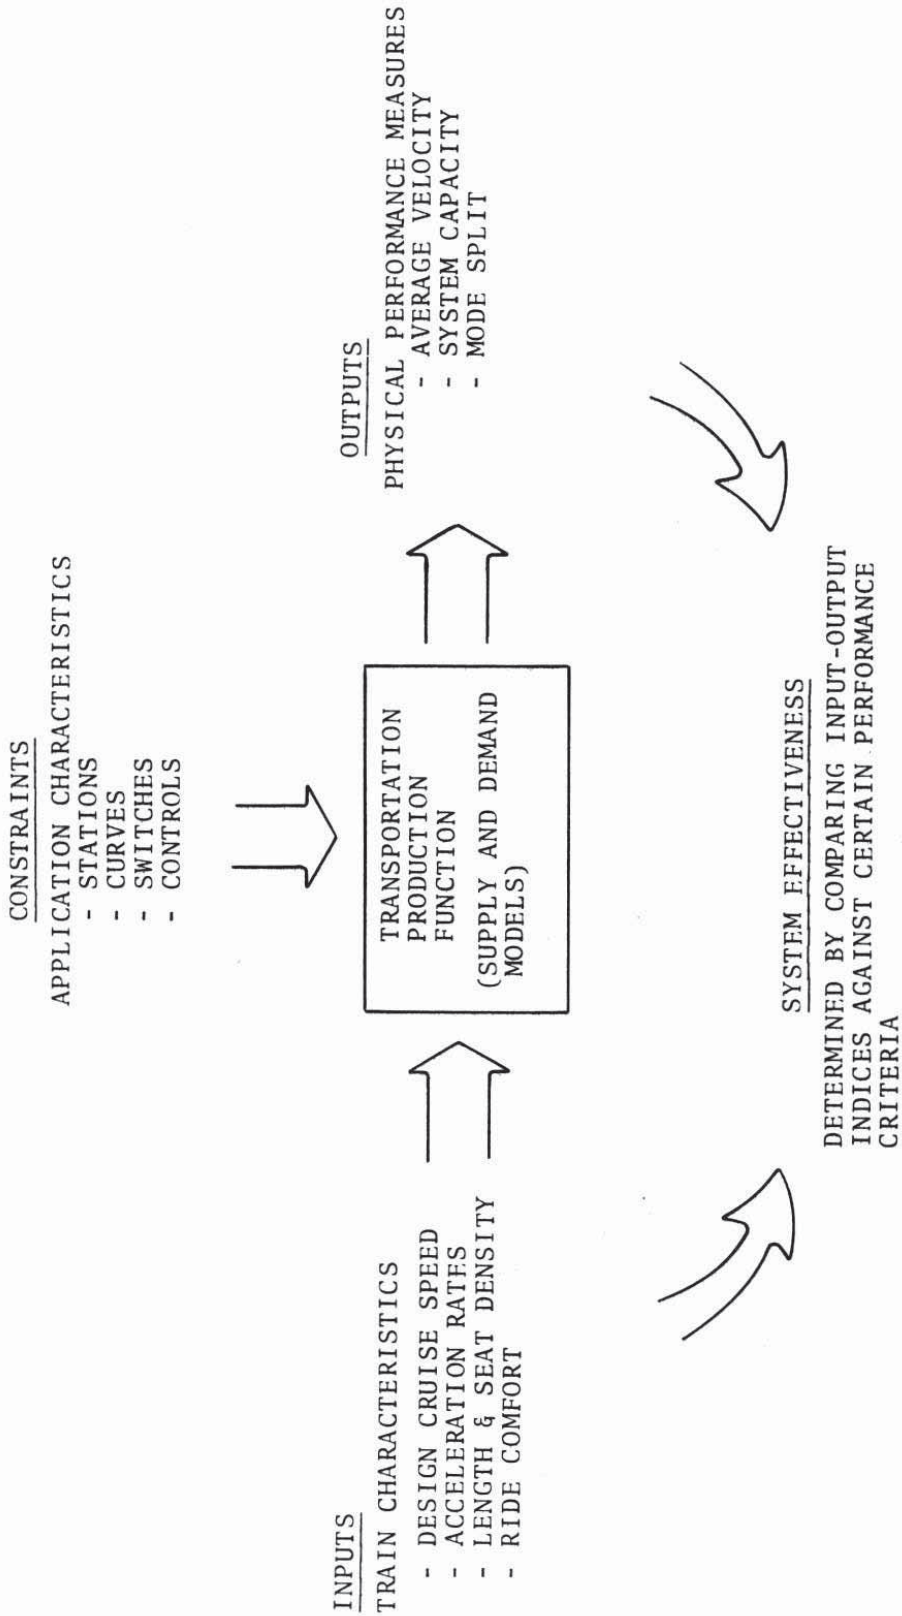 CONSTRAINTS
APPLICATION CHARACTERISTICS
- STATIONS
- CURVES
- SWITCHES
- CONTROLS
INPUTS
TRAIN CHARACTERISTICS
- DESIGN CRUISE SPEED
- ACCELERATION RATES
- LENGTH & SEAT DENSITY
- RIDE COMFORT
TRANSPORTATION
PRODUCTION
FUNCTION
(SUPPLY AND DEMAND
MODELS)
OUTPUTS
PHYSICAL PERFORMANCE MEASURES
- AVERAGE VELOCITY
- SYSTEM CAPACITY
- MODE SPLIT
SYSTEM EFFECTIVENESS
DETERMINED BY COMPARING INPUT-OUTPUT
INDICES AGAINST CERTAIN PERFORMANCE
CRITERIA